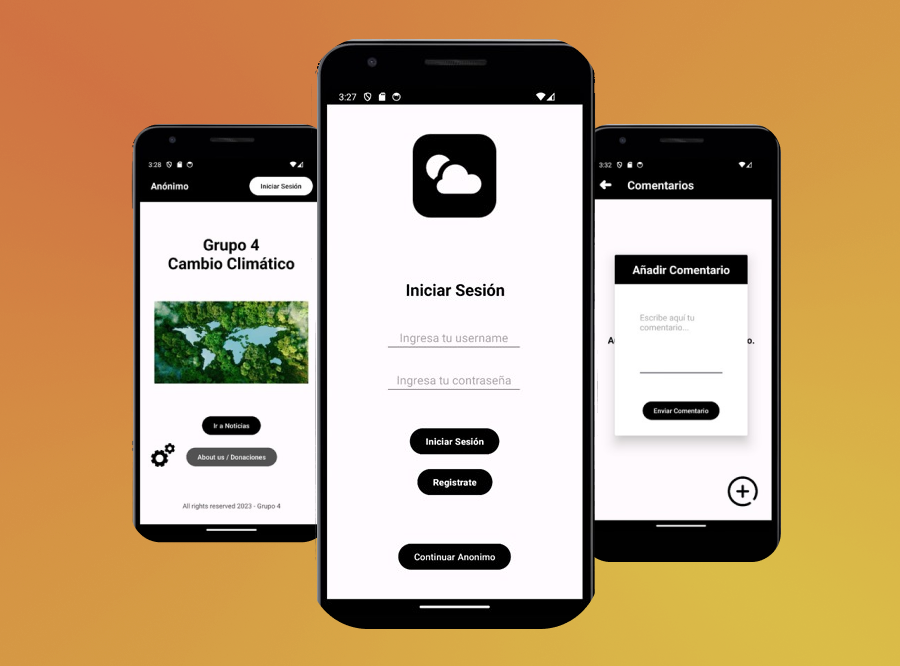 3:28
Anónimo
Iniciar Sesión
Grupo 4
Cambio Climático
Ir a Noticias
About us / Donaciones
All rights reserved 2023 - Grupo 4
3:27
Iniciar Sesión
Ingresa tu username
Ingresa tu contraseña
Iniciar Sesión
Registrate
Continuar Anonimo
3:32
Comentarios
Añadir Comentario
Escribe aquí tu
comentario...
Enviar Comentario